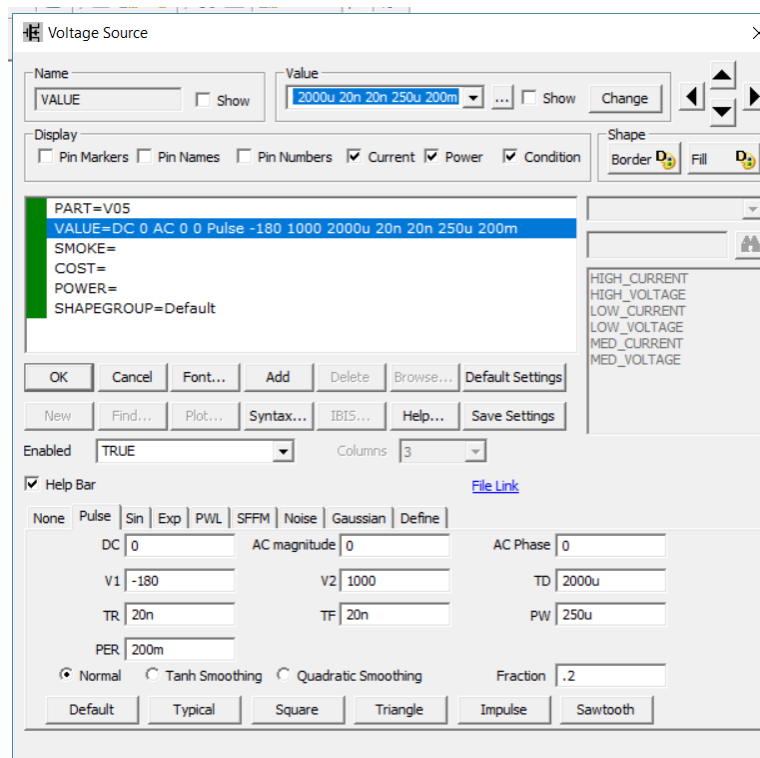 Voltage Source
Name
Value
VALUE
Show
2000u 20n 20n 250u 200m
...
Show
Change
Display
Pin Markers Pin Names Pin Numbers Current Power Condition
Shape
Border Fill
PART=V05
VALUE=DC 0 AC 0 0 Pulse -180 1000 2000u 20n 20n 250u 200m
SMOKE=
COST=
POWER=
SHAPEGROUP=Default
HIGH_CURRENT
HIGH_VOLTAGE
LOW_CURRENT
LOW_VOLTAGE
MED_CURRENT
MED_VOLTAGE
OK Cancel Font... Add Delete Browse... Default Settings
New Find... Plot... Syntax... IBIS... Help... Save Settings
Enabled TRUE Columns 3
Help Bar File Link
None Pulse Sin Exp PWL SFFM Noise Gaussian Define
DC 0 AC magnitude 0 AC Phase 0
V1 -180 V2 1000 TD 2000u
TR 20n TF 20n PW 250u
PER 200m
Normal Tanh Smoothing Quadratic Smoothing Fraction .2
Default Typical Square Triangle Impulse Sawtooth